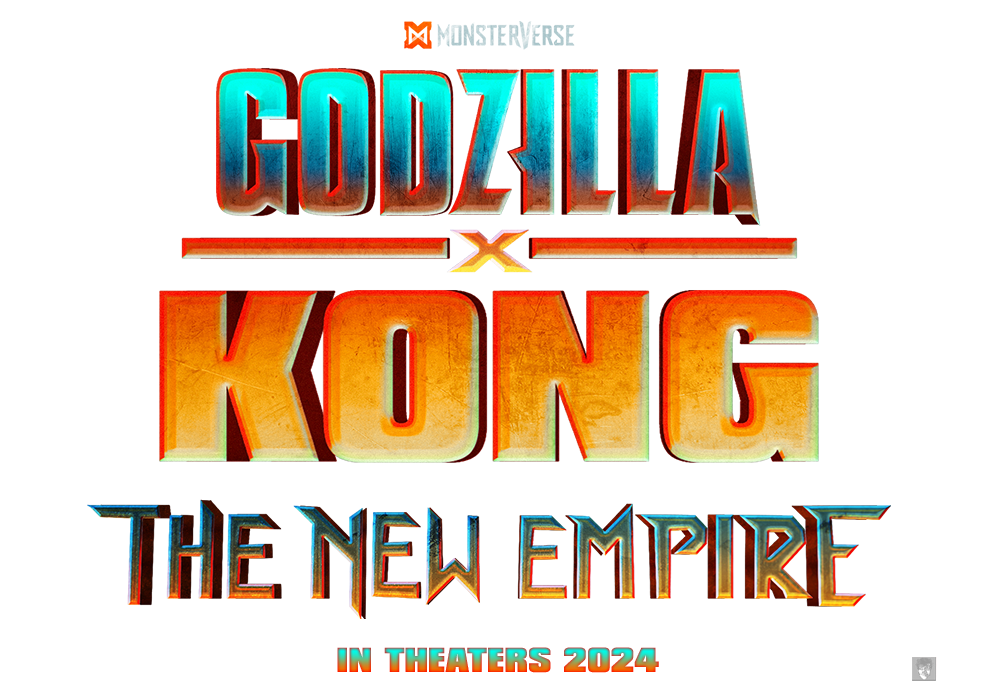 MONSTERVERSE
GODZILLA
X
KONG
THE NEW EMPIRE
IN THEATERS 2024